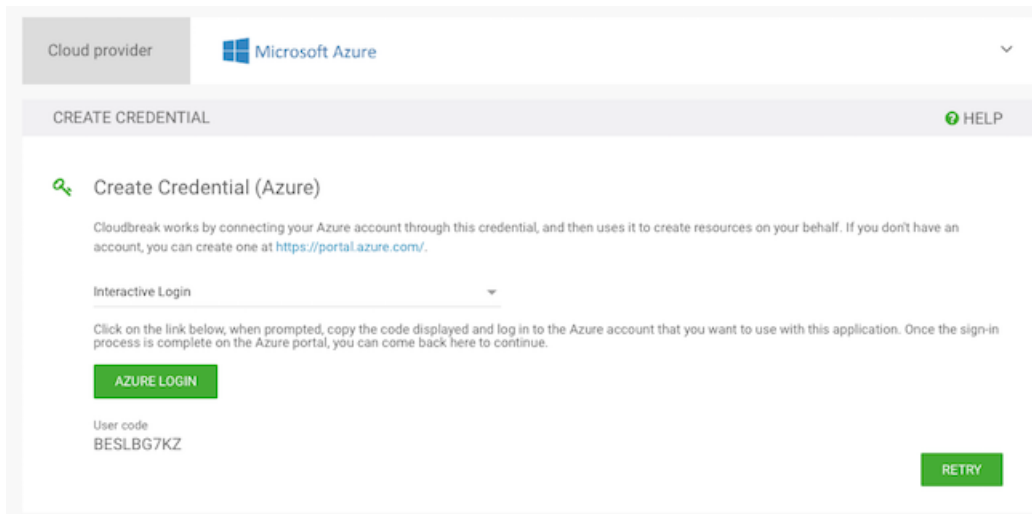 Cloud provider
Microsoft Azure
CREATE CREDENTIAL
HELP
Create Credential (Azure)
Cloudbreak works by connecting your Azure account through this credential, and then uses it to create resources on your behalf. If you don't have an
account, you can create one at https://portal.azure.com/.
Interactive Login
Click on the link below, when prompted, copy the code displayed and log in to the Azure account that you want to use with this application. Once the sign-in
process is complete on the Azure portal, you can come back here to continue.
AZURE LOGIN
User code
BESLBG7KZ
RETRY